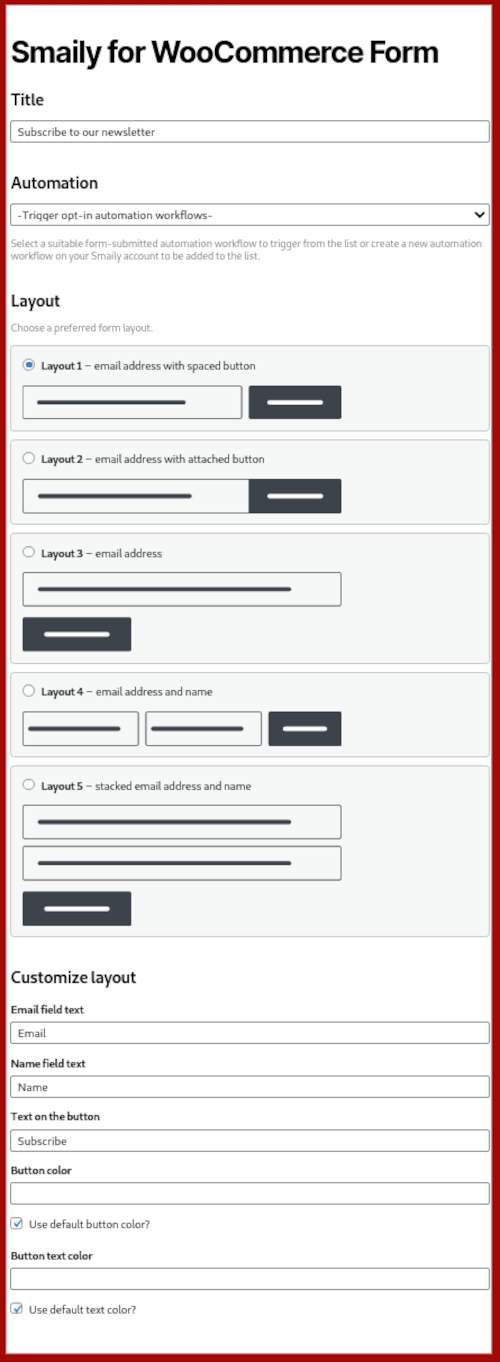 Smaily for WooCommerce Form
Title
Subscribe to our newsletter
Automation
-Trigger opt-in automation workflows-
Select a suitable form-submitted automation workflow to trigger from the list or create a new automation
workflow on your Smaily account to be added to the list.
Layout
Choose a preferred form layout.
Layout 1 – email address with spaced button
Layout 2 – email address with attached button
Layout 3 – email address
Layout 4 – email address and name
Layout 5 – stacked email address and name
Customize layout
Email field text
Email
Name field text
Name
Text on the button
Subscribe
Button color
Use default button color?
Button text color
Use default text color?